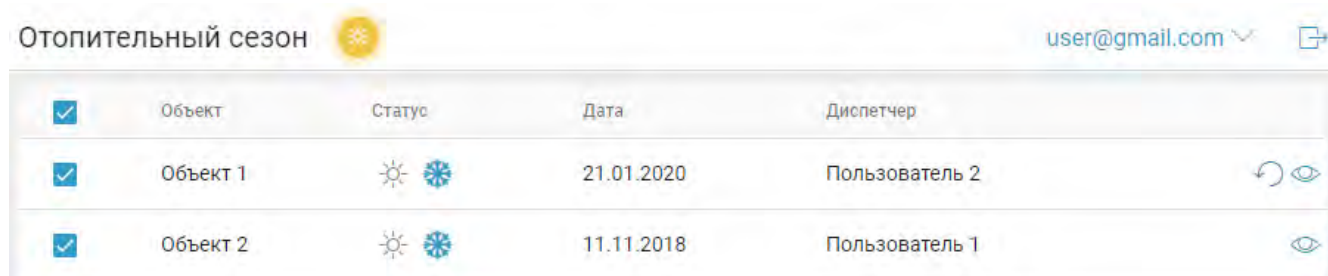 Отопительный сезон user@gmail.com
Объект Статус Дата Диспетчер
Объект 1 21.01.2020 Пользователь 2
Объект 2 11.11.2018 Пользователь 1